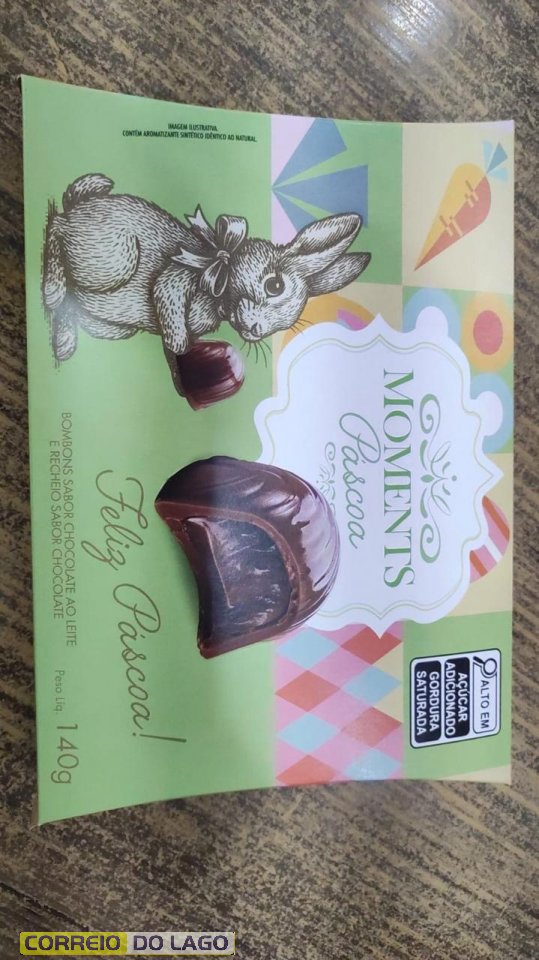 IMAGEM ILUSTRATIVA.
CONTÉM AROMATIZANTE SINTÉTICO IDÊNTICO AO NATURAL.
MOMENTS
Páscoa
ALTO EM
AÇÚCAR
ADICIONADO
GORDURA
SATURADA
Feliz Páscoa!
BOMBONS SABOR CHOCOLATE AO LEITE
E RECHEIO SABOR CHOCOLATE
Peso Líq. 140g
CORREIO DO LAGO